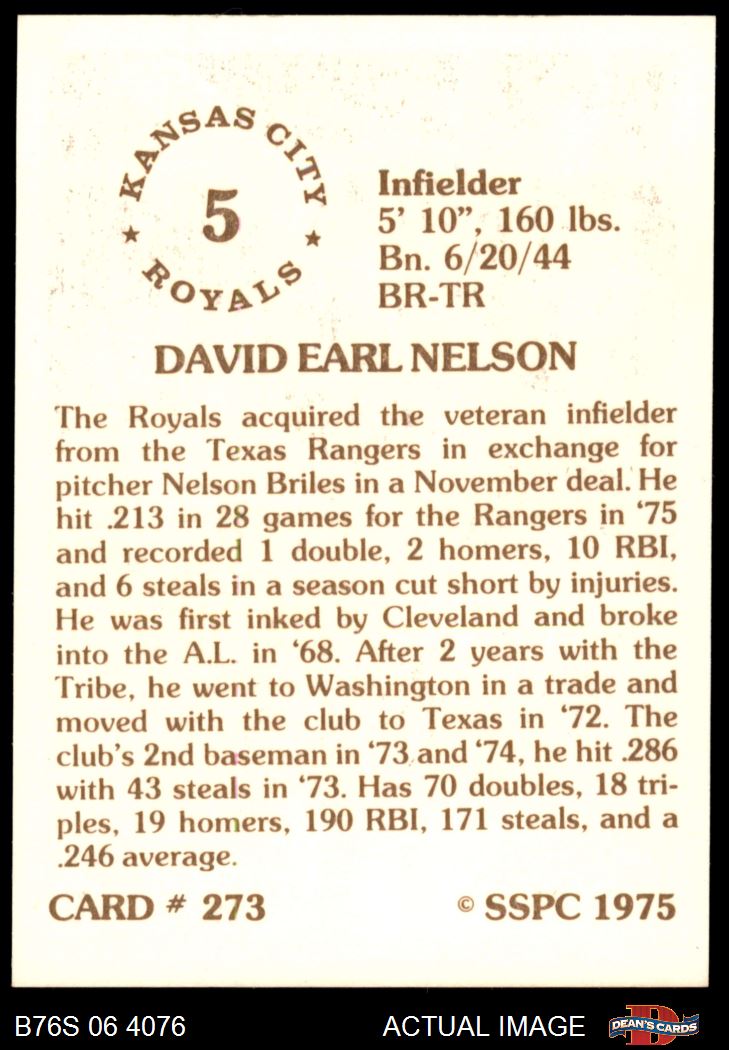 KANSAS CITY
5
★ ★
ROYALS
Infielder
5’ 10”, 160 lbs.
Bn. 6/20/44
BR-TR
DAVID EARL NELSON
The Royals acquired the veteran infielder
from the Texas Rangers in exchange for
pitcher Nelson Briles in a November deal. He
hit .213 in 28 games for the Rangers in ‘75
and recorded 1 double, 2 homers, 10 RBI,
and 6 steals in a season cut short by injuries.
He was first inked by Cleveland and broke
into the A.L. in ‘68. After 2 years with the
Tribe, he went to Washington in a trade and
moved with the club to Texas in ‘72. The
club’s 2nd baseman in ‘73 and ‘74, he hit .286
with 43 steals in ‘73. Has 70 doubles, 18 tri-
ples, 19 homers, 190 RBI, 171 steals, and a
.246 average.
CARD # 273
© SSPC 1975
B76S 06 4076
ACTUAL IMAGE
D
DEAN'S CARDS